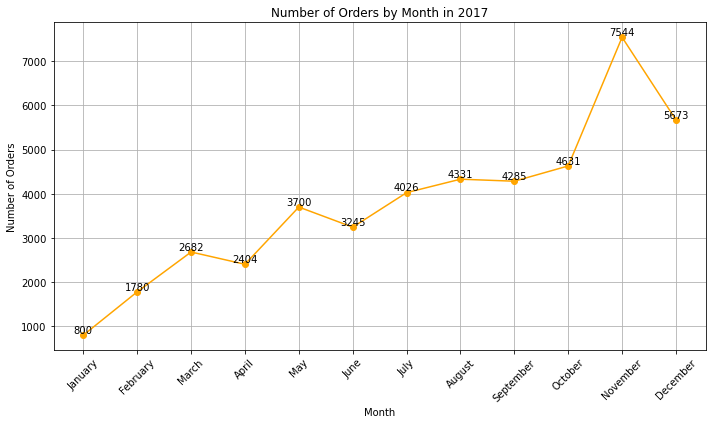 Number of Orders by Month in 2017
Number of Orders
7000
6000
5000
4000
3000
2000
1000
800
1780
2682
2404
3700
3245
4026
4331
4285
4631
7544
5673
January
February
March
April
May
June
July
August
September
October
November
December
Month